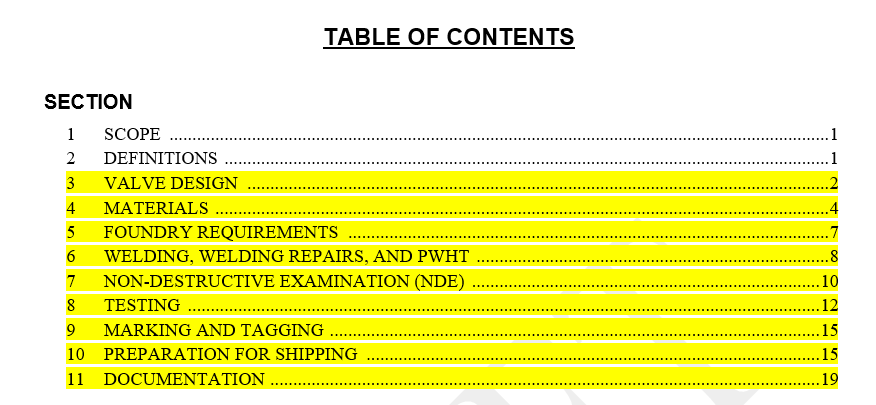 TABLE OF CONTENTS
SECTION
1 SCOPE ........................................................................................................................1
2 DEFINITIONS ........................................................................................................................1
3 VALVE DESIGN ........................................................................................................................2
4 MATERIALS ........................................................................................................................4
5 FOUNDRY REQUIREMENTS ........................................................................................................................7
6 WELDING, WELDING REPAIRS, AND PWHT ........................................................................................................................8
7 NON-DESTRUCTIVE EXAMINATION (NDE) ........................................................................................................................10
8 TESTING ........................................................................................................................12
9 MARKING AND TAGGING ........................................................................................................................15
10 PREPARATION FOR SHIPPING ........................................................................................................................15
11 DOCUMENTATION ........................................................................................................................19